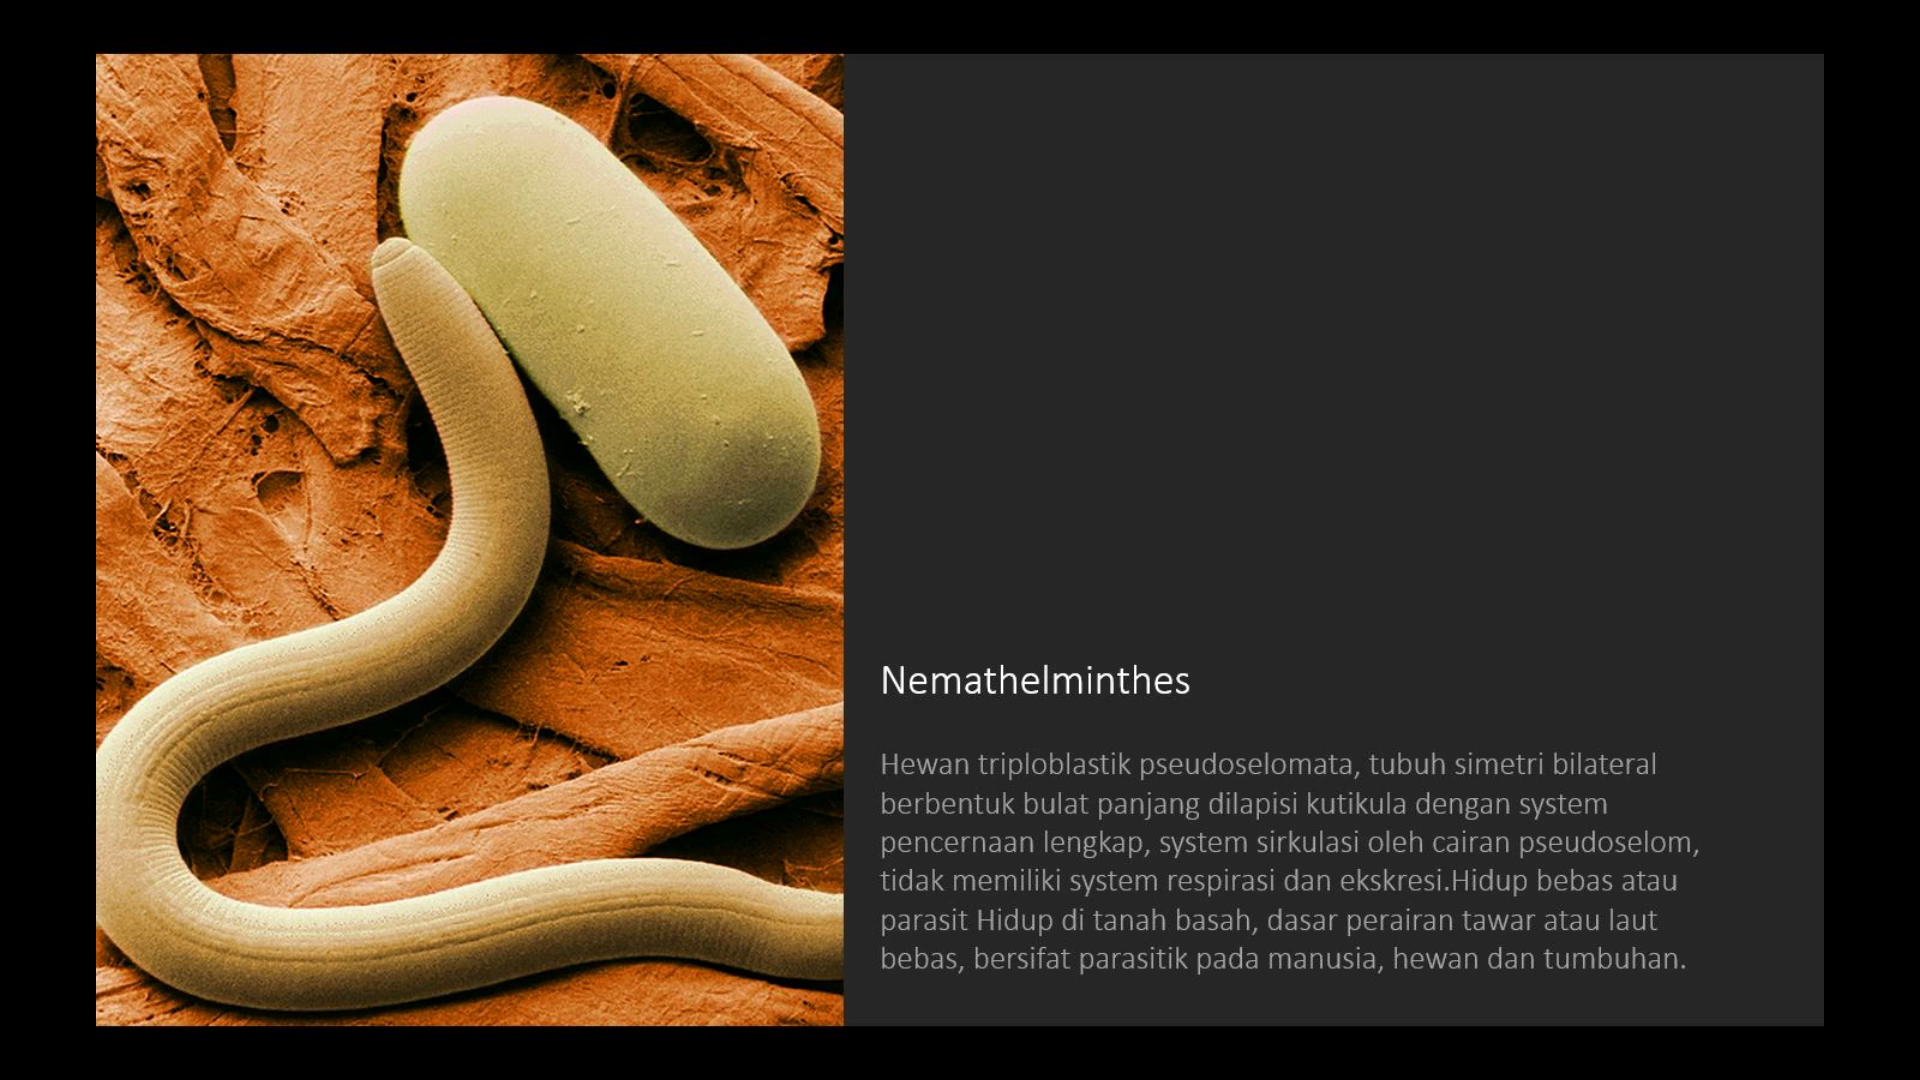 Nemathelminthes
Hewan triploblastik pseudoselomata, tubuh simetri bilateral
berbentuk bulat panjang dilapisi kutikula dengan system
pencernaan lengkap, system sirkulasi oleh cairan pseudoselom,
tidak memiliki system respirasi dan ekskresi.Hidup bebas atau
parasit Hidup di tanah basah, dasar perairan tawar atau laut
bebas, bersifat parasitik pada manusia, hewan dan tumbuhan.